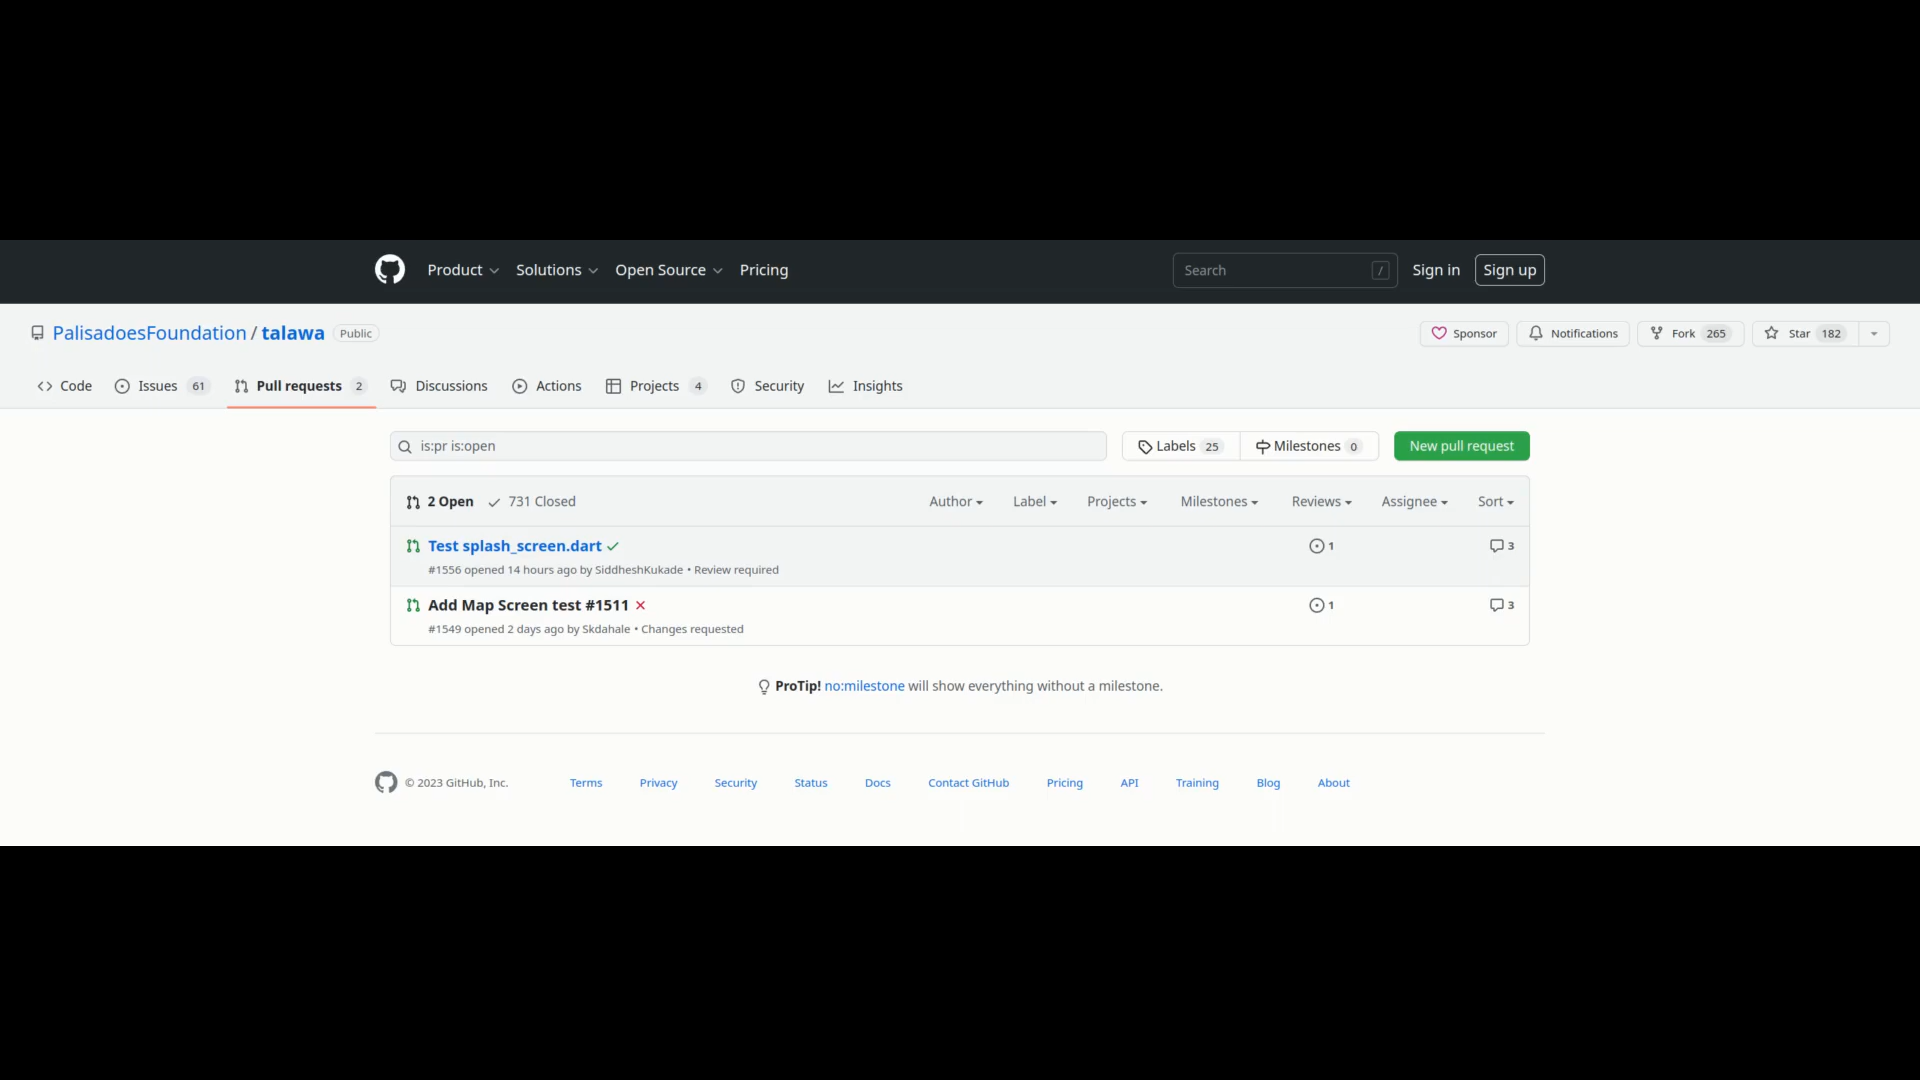 Product Solutions Open Source Pricing Search / Sign in Sign up
PalisadoesFoundation / talawa Public Sponsor Notifications Fork 265 Star 182
Code Issues 61 Pull requests 2 Discussions Actions Projects 4 Security Insights
is:pr is:open Labels 25 Milestones 0 New pull request
2 Open 731 Closed Author Label Projects Milestones Reviews Assignee Sort
Test splash_screen.dart 1 3
#1556 opened 14 hours ago by SiddheshKukade • Review required
Add Map Screen test #1511 1 3
#1549 opened 2 days ago by Skdahale • Changes requested
ProTip! no:milestone will show everything without a milestone.
© 2023 GitHub, Inc. Terms Privacy Security Status Docs Contact GitHub Pricing API Training Blog About